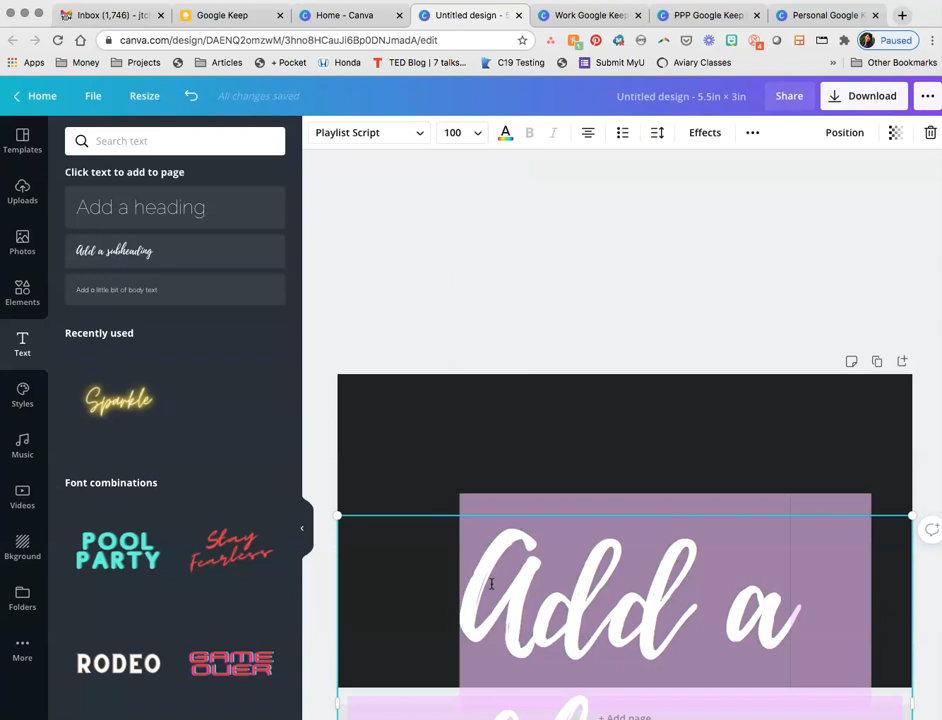 Inbox (1,746) - jtc
Google Keep
Home - Canva
Untitled design - 5
Work Google Keep
PPP Google Keep
Personal Google K
Paused
canva.com/design/DAENQ2omzwM/3hno8HCauJi6Bp0DNJmadA/edit
Apps
Money
Projects
Articles
+ Pocket
Honda
TED Blog | 7 talks...
C19 Testing
Submit MyU
Aviary Classes
»
Other Bookmarks
Home
File
Resize
All changes saved
Untitled design - 5.5in × 3in
Share
Download
Templates
Uploads
Photos
Elements
Text
Styles
Music
Videos
Bkground
Folders
More
Search text
Click text to add to page
Add a heading
Add a subheading
Add a little bit of body text
Recently used
Sparkle
Font combinations
POOL
PARTY
Stay
Fearless
RODEO
GAME
OVER
Playlist Script
100
A
B
I
Effects
Position
Add a
+ Add page